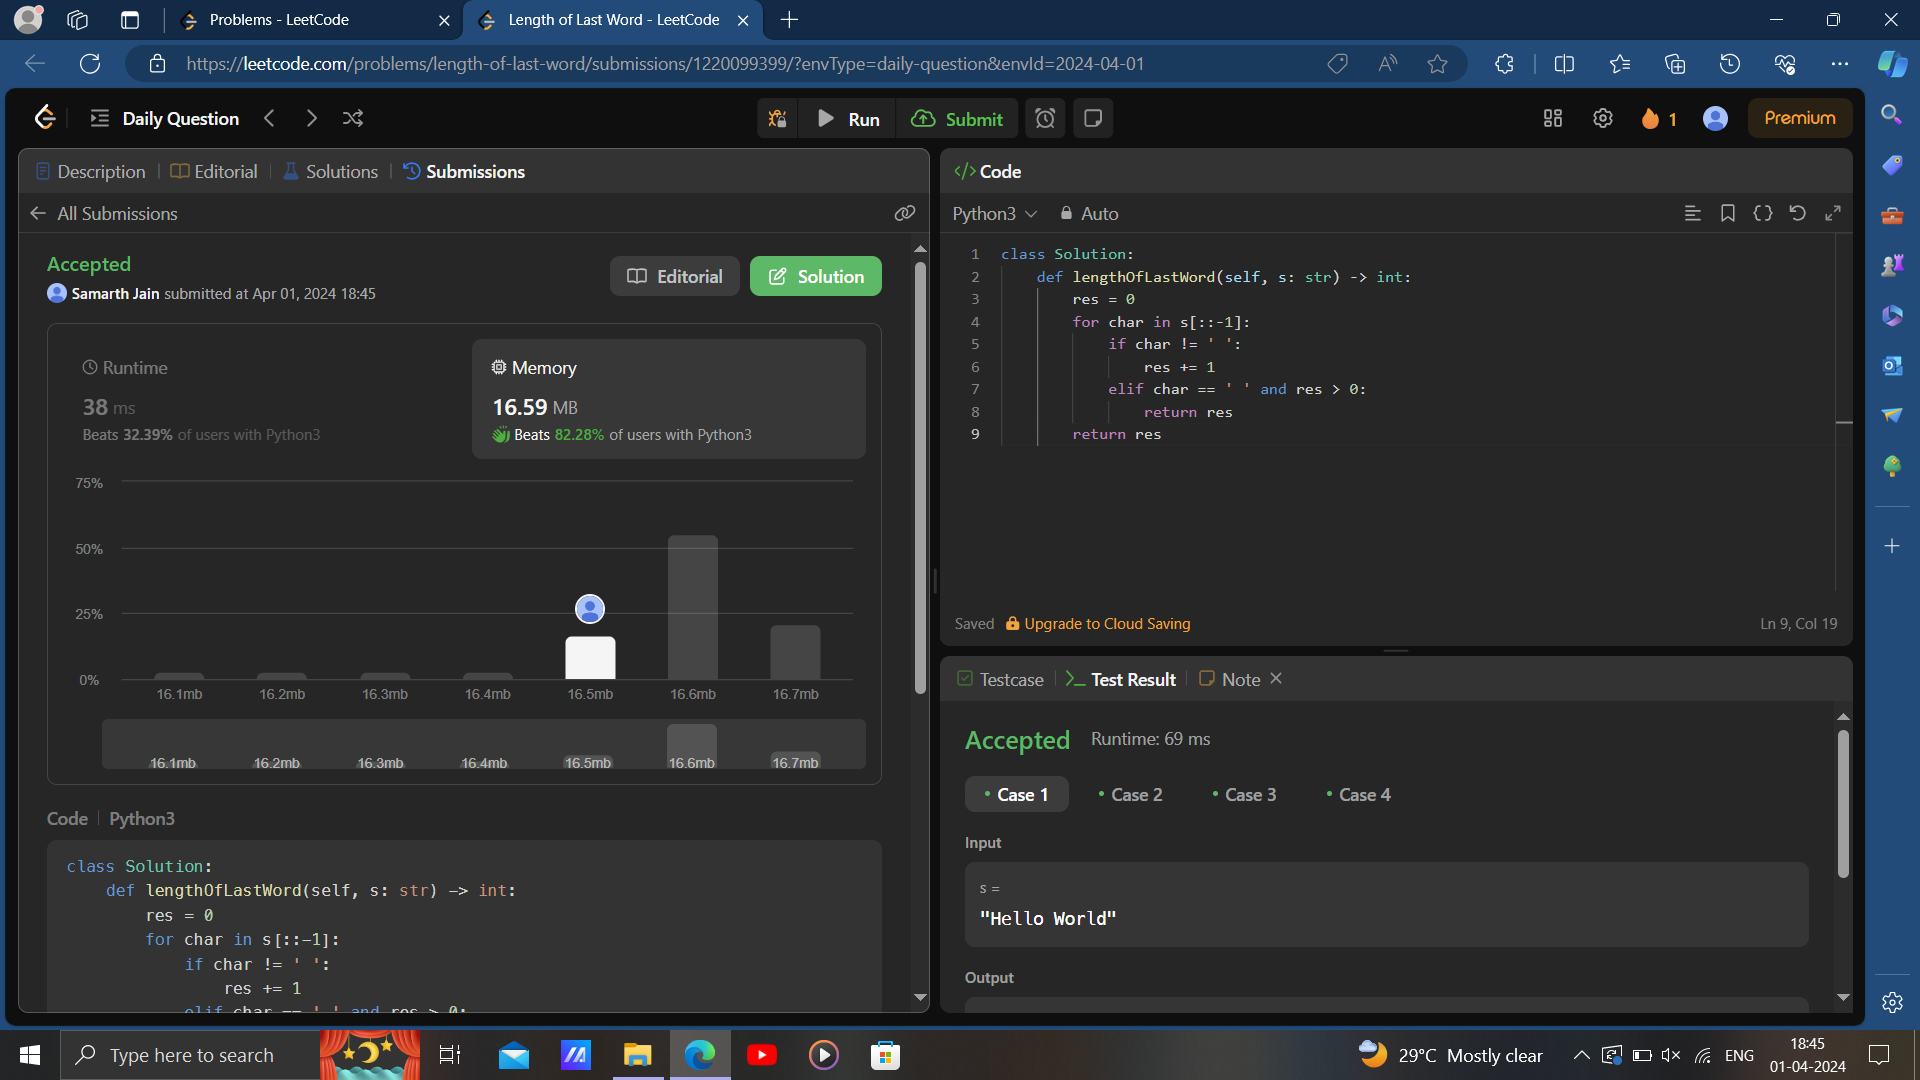 Problems - LeetCode
Length of Last Word - LeetCode
https://leetcode.com/problems/length-of-last-word/submissions/1220099399/?envType=daily-question&envId=2024-04-01
Daily Question
Run
Submit
1
Premium
Description
Editorial
Solutions
Submissions
All Submissions
Accepted
Samarth Jain submitted at Apr 01, 2024 18:45
Editorial
Solution
Runtime
38 ms
Beats 32.39% of users with Python3
Memory
16.59 MB
Beats 82.28% of users with Python3
75%
50%
25%
0%
16.1mb 16.2mb 16.3mb 16.4mb 16.5mb 16.6mb 16.7mb
16.1mb 16.2mb 16.3mb 16.4mb 16.5mb 16.6mb 16.7mb
Code | Python3
class Solution:
    def lengthOfLastWord(self, s: str) -> int:
        res = 0
        for char in s[::-1]:
            if char != ' ':
                res += 1
            elif char == ' ' and res > 0:
</> Code
Python3
Auto
1 class Solution:
2     def lengthOfLastWord(self, s: str) -> int:
3         res = 0
4         for char in s[::-1]:
5             if char != ' ':
6                 res += 1
7             elif char == ' ' and res > 0:
8                 return res
9         return res
Saved
Upgrade to Cloud Saving
Ln 9, Col 19
Testcase
Test Result
Note
Accepted
Runtime: 69 ms
• Case 1
• Case 2
• Case 3
• Case 4
Input
s =
"Hello World"
Output
Type here to search
29°C Mostly clear
ENG
18:45
01-04-2024